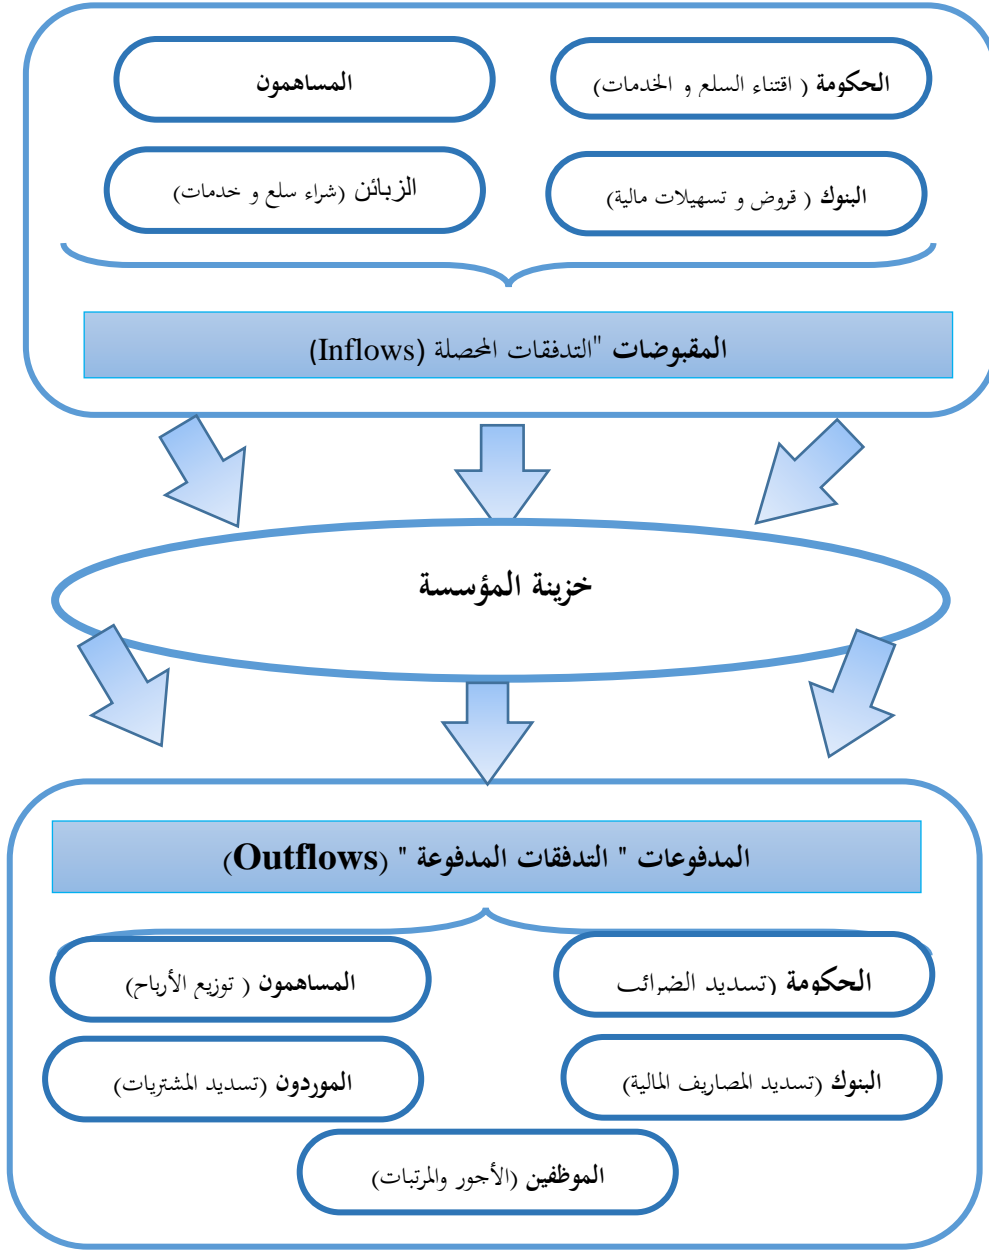 الحكومة ( اقتناء السلع و الخدمات)
المساهمون
البنوك ( قروض و تسهيلات مالية)
الزبائن (شراء سلع و خدمات)
المقبوضات "التدفقات المحصلة (Inflows)
خزينة المؤسسة
المدفوعات " التدفقات المدفوعة " (Outflows)
الحكومة (تسديد الضرائب
المساهمون ( توزيع الأرباح)
البنوك (تسديد المصاريف المالية)
الموردون (تسديد المشتريات)
الموظفين (الأجور والمرتبات)